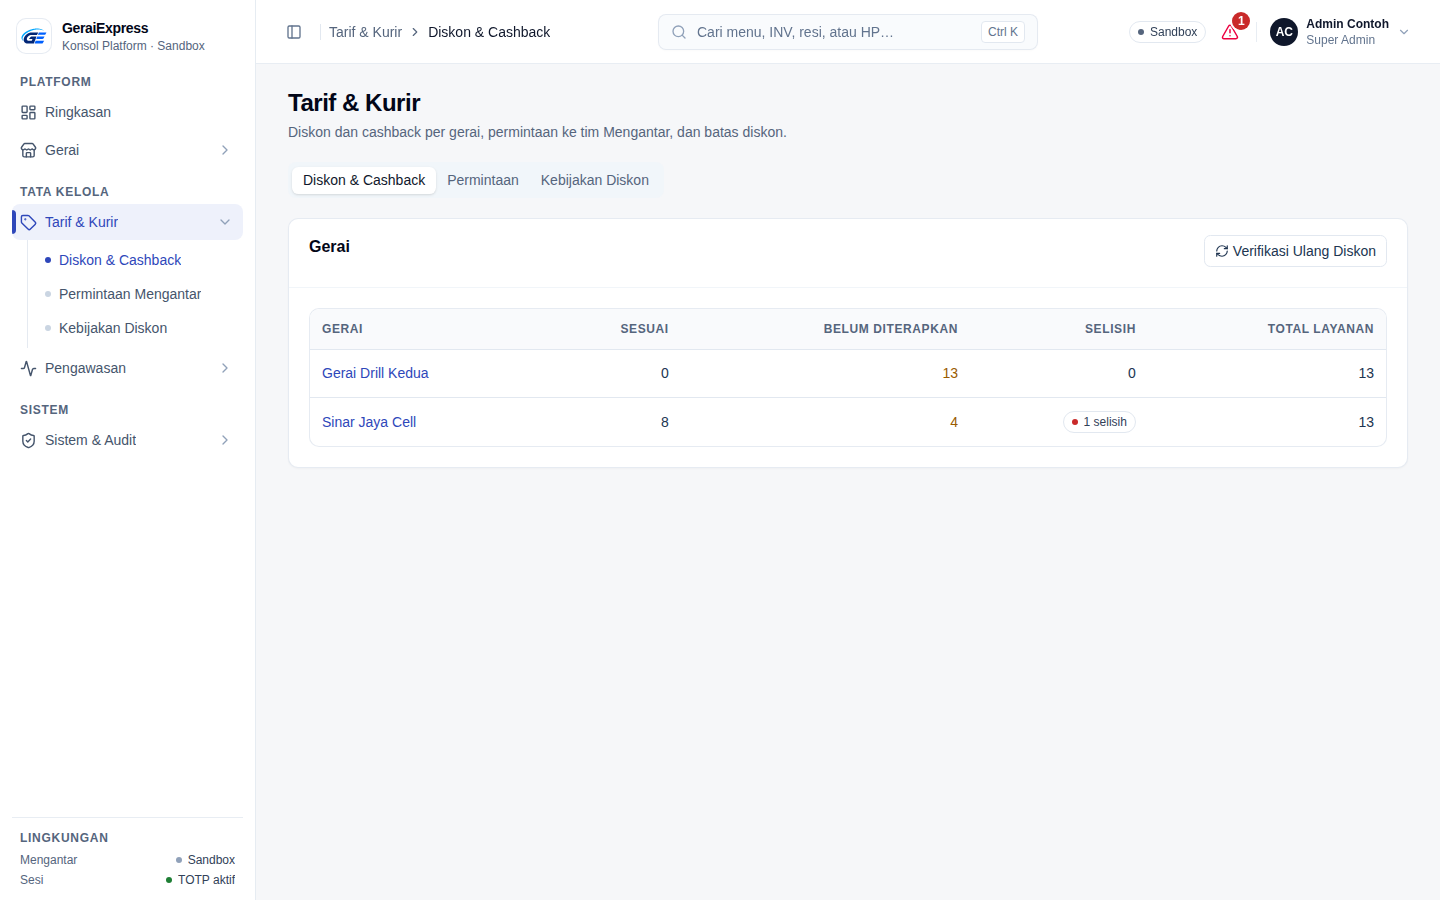 GeraiExpress
Konsol Platform · Sandbox
PLATFORM
Ringkasan
Gerai
TATA KELOLA
Tarif & Kurir
Diskon & Cashback
Permintaan Mengantar
Kebijakan Diskon
Pengawasan
SISTEM
Sistem & Audit
LINGKUNGAN
Mengantar Sandbox
Sesi TOTP aktif
Tarif & Kurir > Diskon & Cashback
Cari menu, INV, resi, atau HP… Ctrl K
Sandbox
1
AC
Admin Contoh
Super Admin
Tarif & Kurir
Diskon dan cashback per gerai, permintaan ke tim Mengantar, dan batas diskon.
Diskon & Cashback Permintaan Kebijakan Diskon
Gerai
Verifikasi Ulang Diskon
GERAI SESUAI BELUM DITERAPKAN SELISIH TOTAL LAYANAN
Gerai Drill Kedua 0 13 0 13
Sinar Jaya Cell 8 4 1 selisih 13